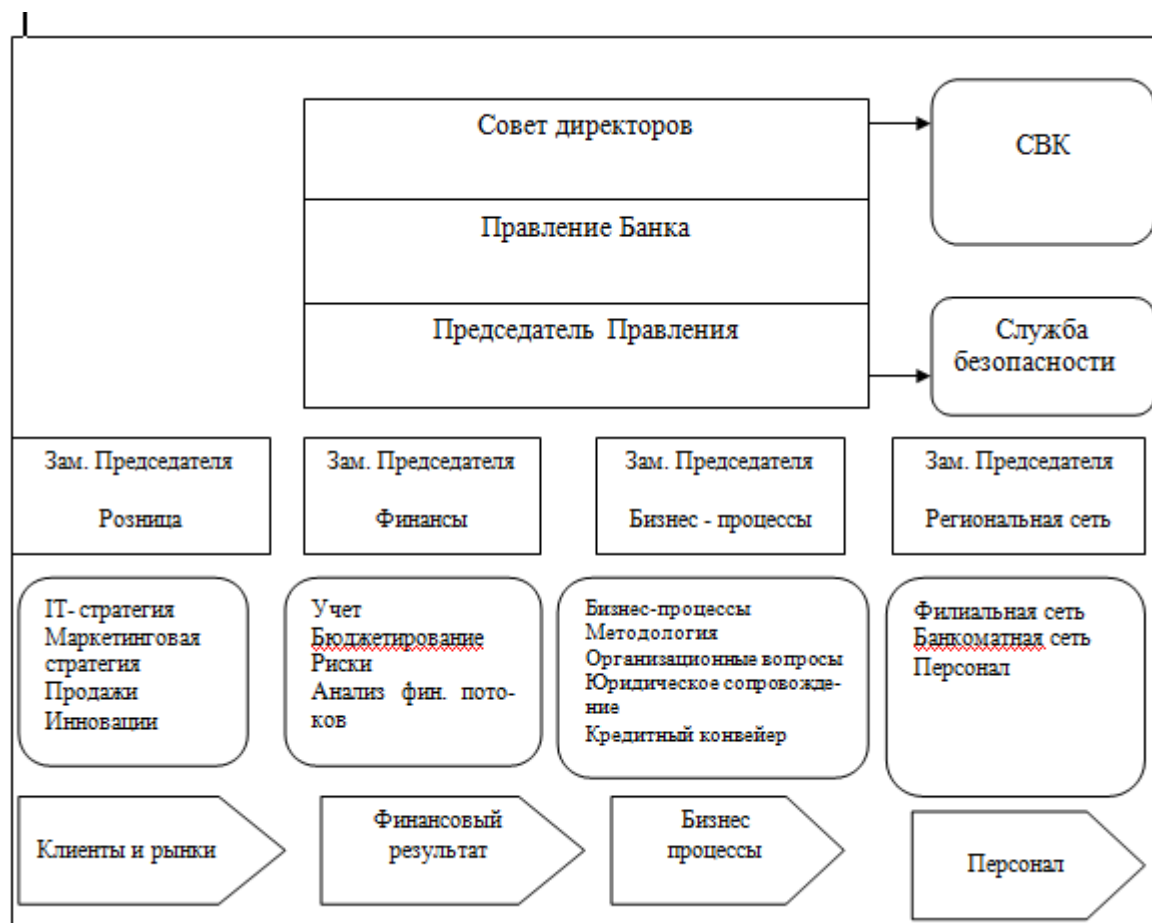 Совет директоров
СВК
Правление Банка
Председатель Правления
Служба
безопасности
Зам. Председателя
Розница
Зам. Председателя
Финансы
Зам. Председателя
Бизнес - процессы
Зам. Председателя
Региональная сеть
IT- стратегия
Маркетинговая
стратегия
Продажи
Инновации
Учет
Бюджетирование
Риски
Анализ фин. пото-
ков
Бизнес-процессы
Методология
Организационные вопросы
Юридическое сопровожде-
ние
Кредитный конвейер
Филиальная сеть
Банкоматная сеть
Персонал
Клиенты и рынки
Финансовый
результат
Бизнес
процессы
Персонал